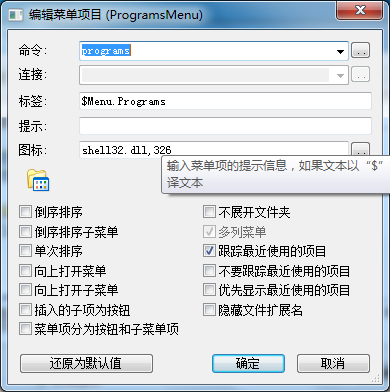 编辑菜单项目 (ProgramsMenu)
命令: programs ..
连接: ..
标签: $Menu.Programs
提示:
图标: shell32.dll,326 ..
输入菜单项的提示信息，如果文本以“$”
译文本
倒序排序
不展开文件夹
倒序排序子菜单
多列菜单
单次排序
跟踪最近使用的项目
向上打开菜单
不要跟踪最近使用的项目
向上打开子菜单
优先显示最近使用的项目
插入的子项为按钮
隐藏文件扩展名
菜单项分为按钮和子菜单项
还原为默认值 确定 取消